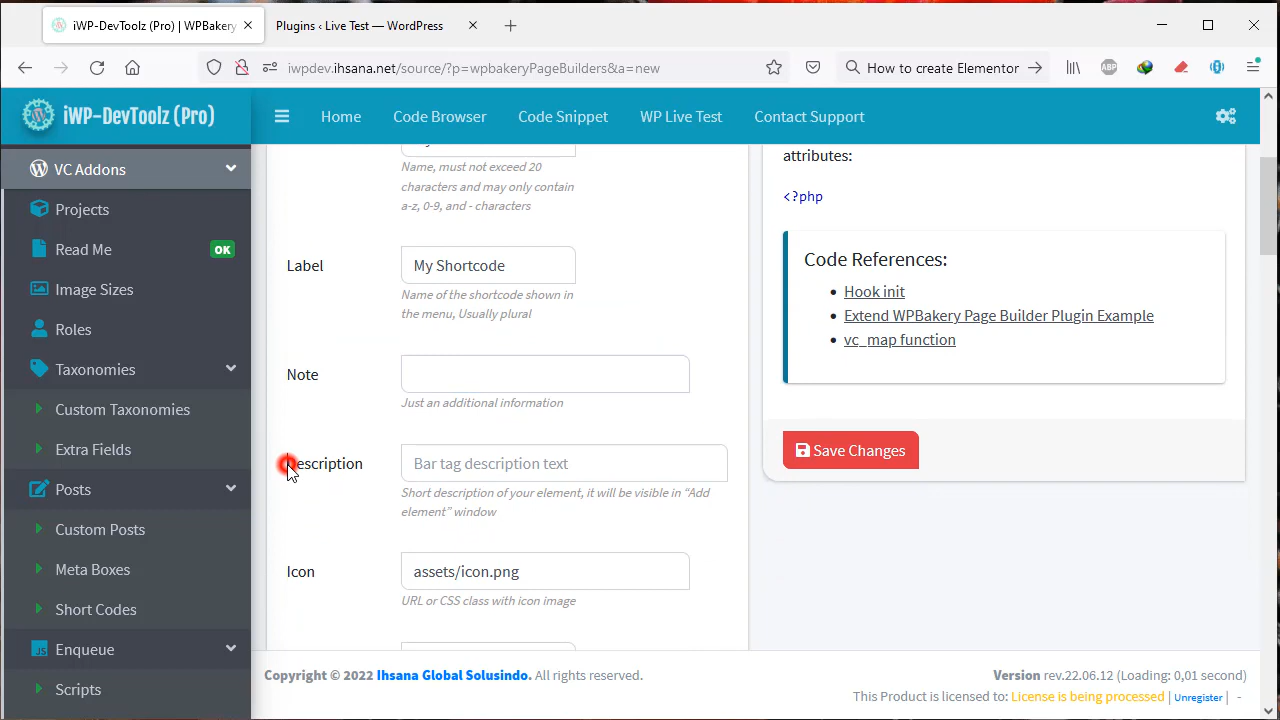 iWP-DevToolz (Pro) | WPBakery
Plugins ‹ Live Test — WordPress
iwpdev.ihsana.net/source/?p=wpbakeryPageBuilders&a=new
How to create Elementor
ABP
iWP-DevToolz (Pro)
Home
Code Browser
Code Snippet
WP Live Test
Contact Support
VC Addons
Projects
Read Me
OK
Image Sizes
Roles
Taxonomies
Custom Taxonomies
Extra Fields
Posts
Custom Posts
Meta Boxes
Short Codes
Enqueue
Scripts
Name, must not exceed 20
characters and may only contain
a-z, 0-9, and - characters
Label
My Shortcode
Name of the shortcode shown in
the menu, Usually plural
Note
Just an additional information
Description
Bar tag description text
Short description of your element, it will be visible in “Add
element” window
Icon
assets/icon.png
URL or CSS class with icon image
attributes:
<?php
Code References:
Hook init
Extend WPBakery Page Builder Plugin Example
vc_map function
Save Changes
Copyright © 2022 Ihsana Global Solusindo. All rights reserved.
Version rev.22.06.12 (Loading: 0,01 second)
This Product is licensed to: License is being processed | Unregister | -